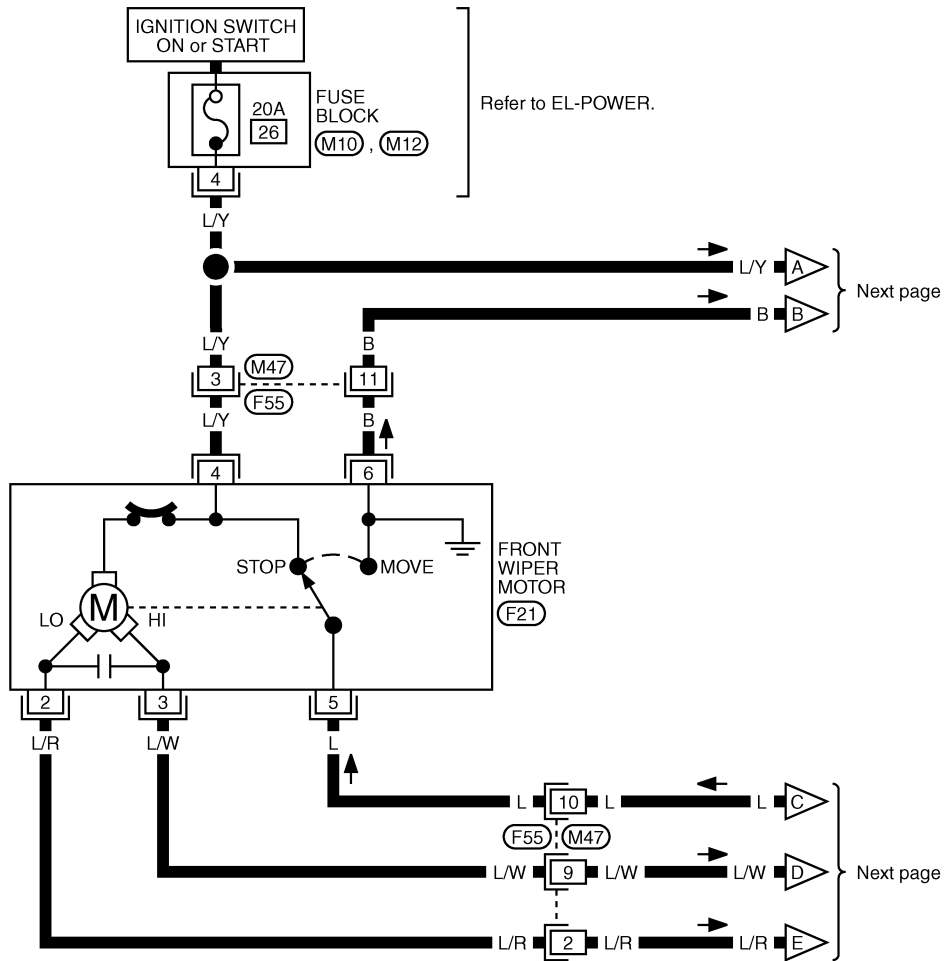 IGNITION SWITCH
ON or START
20A
26
FUSE
BLOCK
M10 , M12
Refer to EL-POWER.
4
L/Y
L/Y A
B B
Next page
L/Y
B
3
M47
F55
11
L/Y
B
4
6
STOP
MOVE
FRONT
WIPER
MOTOR
F21
LO
M
HI
2
3
5
L/R
L/W
L
L 10 L
L C
F55 M47
L/W 9 L/W
L/W D
Next page
L/R 2 L/R
L/R E